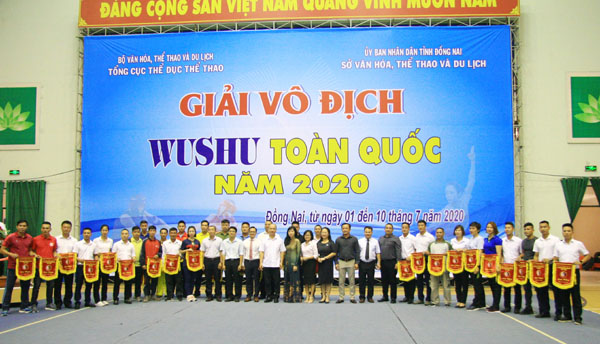 ĐẢNG CỘNG SẢN VIỆT NAM QUANG VINH MUÔN NĂM
BỘ VĂN HÓA, THỂ THAO VÀ DU LỊCH
TỔNG CỤC THỂ DỤC THỂ THAO
ỦY BAN NHÂN DÂN TỈNH ĐỒNG NAI
SỞ VĂN HÓA, THỂ THAO VÀ DU LỊCH
GIẢI VÔ ĐỊCH
WUSHU TOÀN QUỐC
NĂM 2020
Đồng Nai, từ ngày 01 đến 10 tháng 7 năm 2020